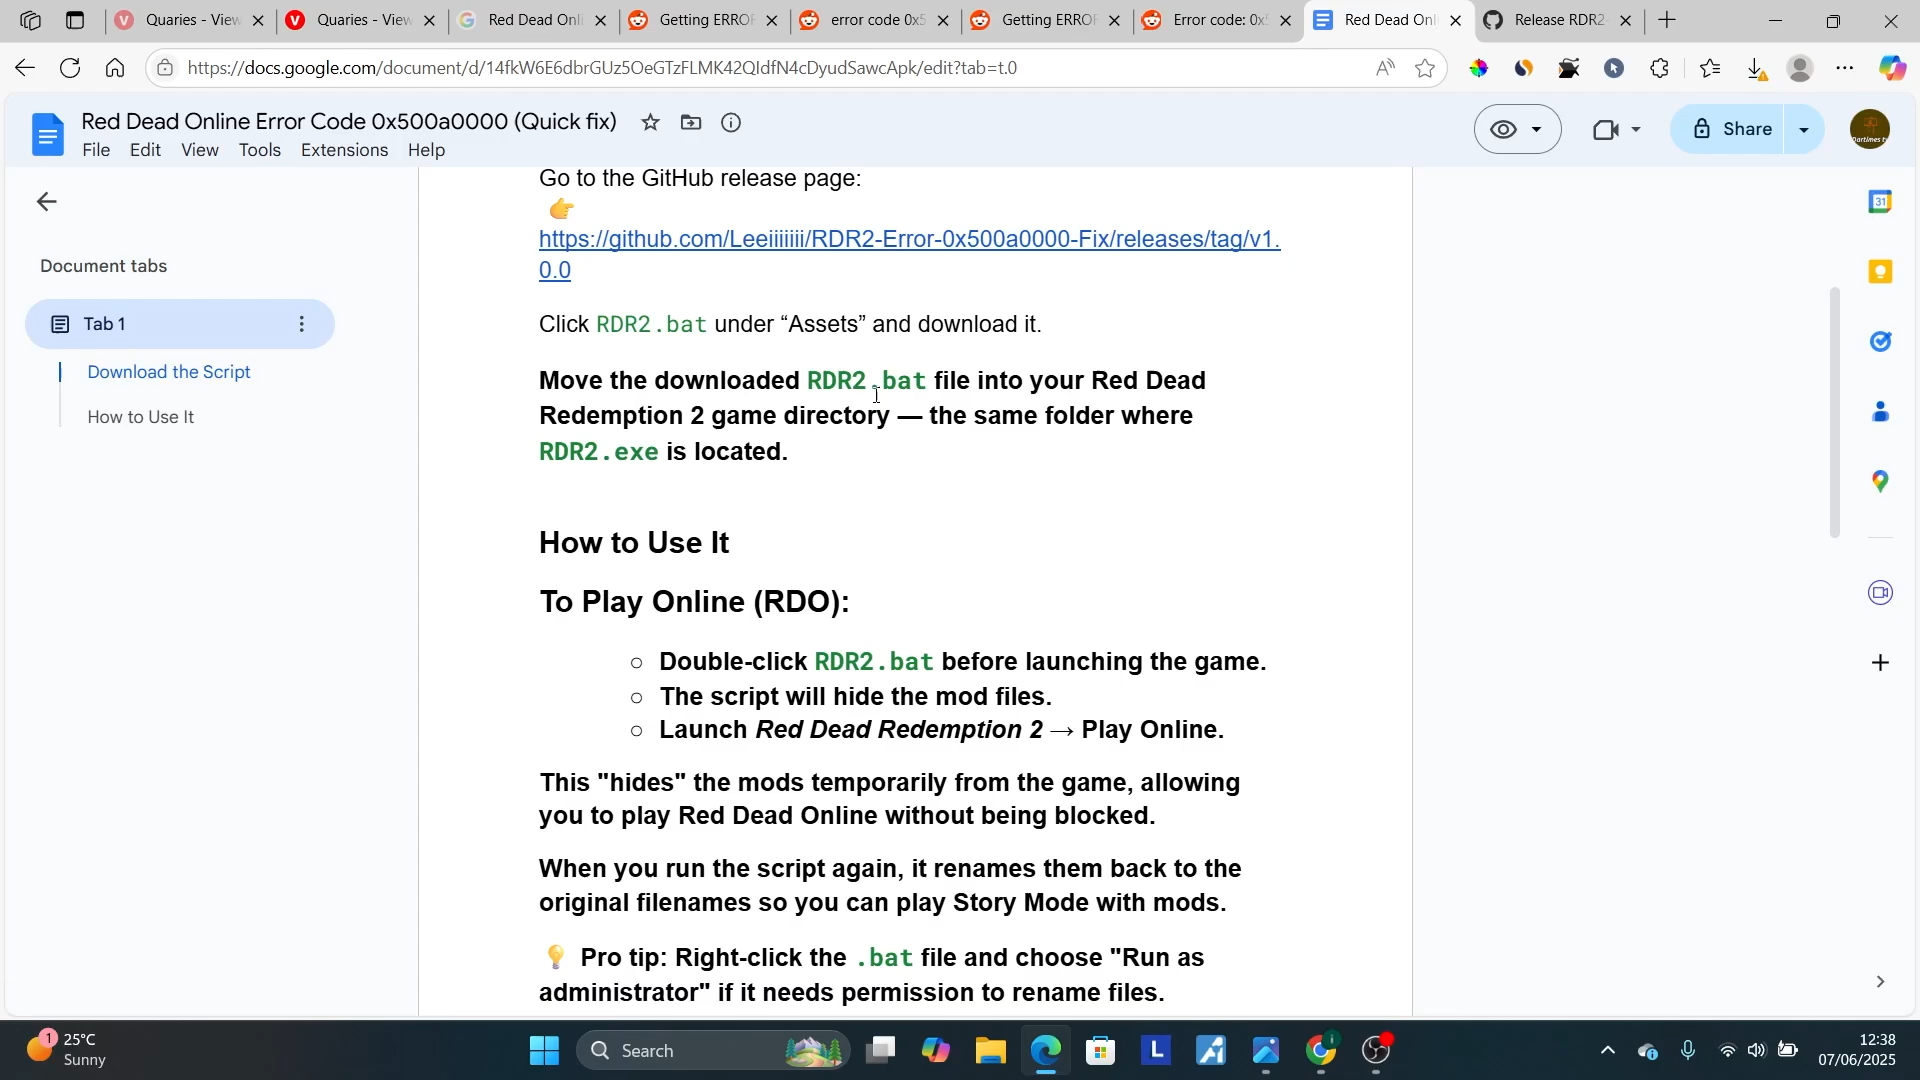 Quaries - View
Quaries - View
Red Dead Onl
Getting ERROR
error code 0x5
Getting ERROR
Error code: 0x5
Red Dead Onl
Release RDR2
https://docs.google.com/document/d/14fkW6E6dbrGUz5OeGTzFLMK42QIdfN4cDyudSawcApk/edit?tab=t.0
Red Dead Online Error Code 0x500a0000 (Quick fix)
File Edit View Tools Extensions Help
Share
Document tabs
Tab 1
Download the Script
How to Use It
Go to the GitHub release page:
👉
https://github.com/Leeiiiiiii/RDR2-Error-0x500a0000-Fix/releases/tag/v1.
0.0
Click RDR2.bat under “Assets” and download it.
Move the downloaded RDR2.bat file into your Red Dead
Redemption 2 game directory — the same folder where
RDR2.exe is located.
How to Use It
To Play Online (RDO):
○ Double-click RDR2.bat before launching the game.
○ The script will hide the mod files.
○ Launch Red Dead Redemption 2 → Play Online.
This "hides" the mods temporarily from the game, allowing
you to play Red Dead Online without being blocked.
When you run the script again, it renames them back to the
original filenames so you can play Story Mode with mods.
💡 Pro tip: Right-click the .bat file and choose "Run as
administrator" if it needs permission to rename files.
31
1
25°C
Sunny
Search
L
12:38
07/06/2025